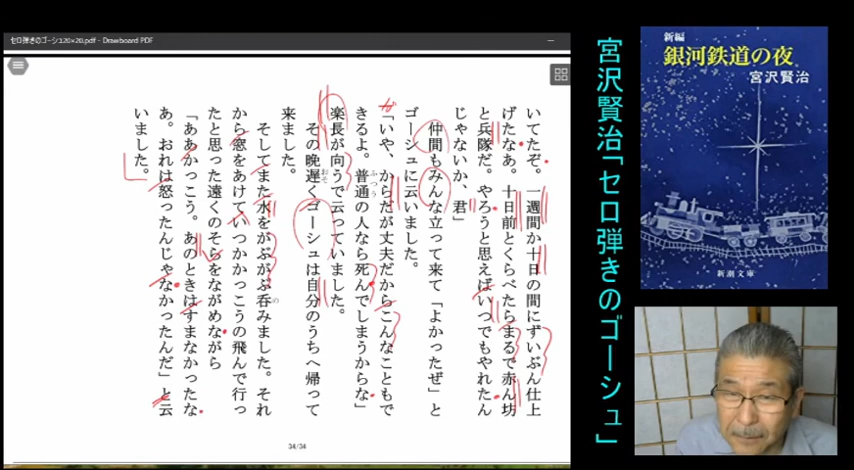 セロ弾きのゴーシュ20×20.pdf - Drawboard PDF
いてたぞ。一週間か十日の間にずいぶん仕上
げたなあ。十日前とくらべたらまるで赤ん坊
と兵隊だ。やろうと思えばいつでもやれたん
じゃないか、君」
仲間もみんな立って来て「よかったぜ」と
ゴーシュに云いました。
「いや、からだが丈夫だからこんなこともで
きるよ。普通の人なら死んでしまうからな」
ふつう
楽長が向うで云っていました。
その晩遅くゴーシュは自分のうちへ帰って
おそ
来ました。
そしてまた水をがぶがぶ呑みました。それ
の
から窓をあけていつかかっこうの飛んで行っ
たと思った遠くのそらをながめながら
「ああかっこう。あのときはすまなかったな
あ。おれは怒ったんじゃなかったんだ」と云
いました。
が
34/34
宮沢賢治「セロ弾きのゴーシュ」
新編
銀河鉄道の夜
宮沢賢治
新潮文庫